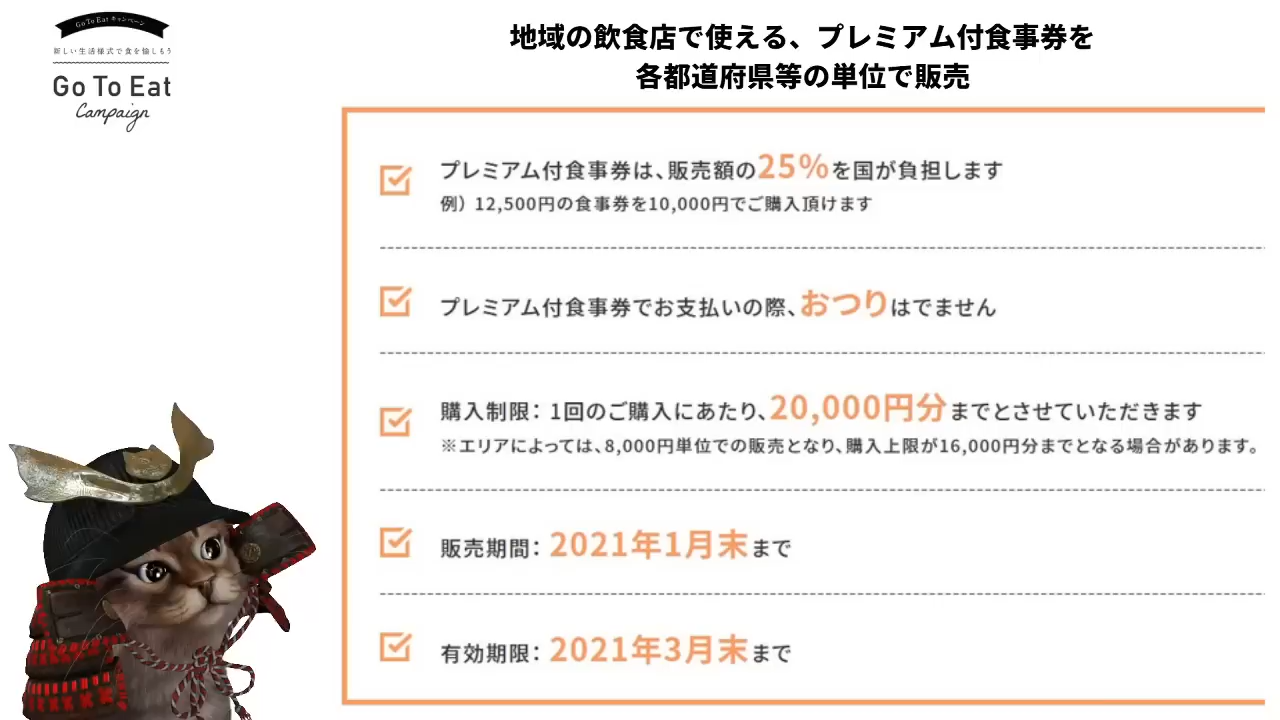 Go To Eat キャンペーン
新しい生活様式で食を愉しもう
Go To Eat
Campaign
地域の飲食店で使える、プレミアム付食事券を
各都道府県等の単位で販売
プレミアム付食事券は、販売額の25%を国が負担します
例）12,500円の食事券を10,000円でご購入頂けます
プレミアム付食事券でお支払いの際、おつりはでません
購入制限：1回のご購入にあたり、20,000円分までとさせていただきます
※エリアによっては、8,000円単位での販売となり、購入上限が16,000円分までとなる場合があります。
販売期間：2021年1月末まで
有効期限：2021年3月末まで